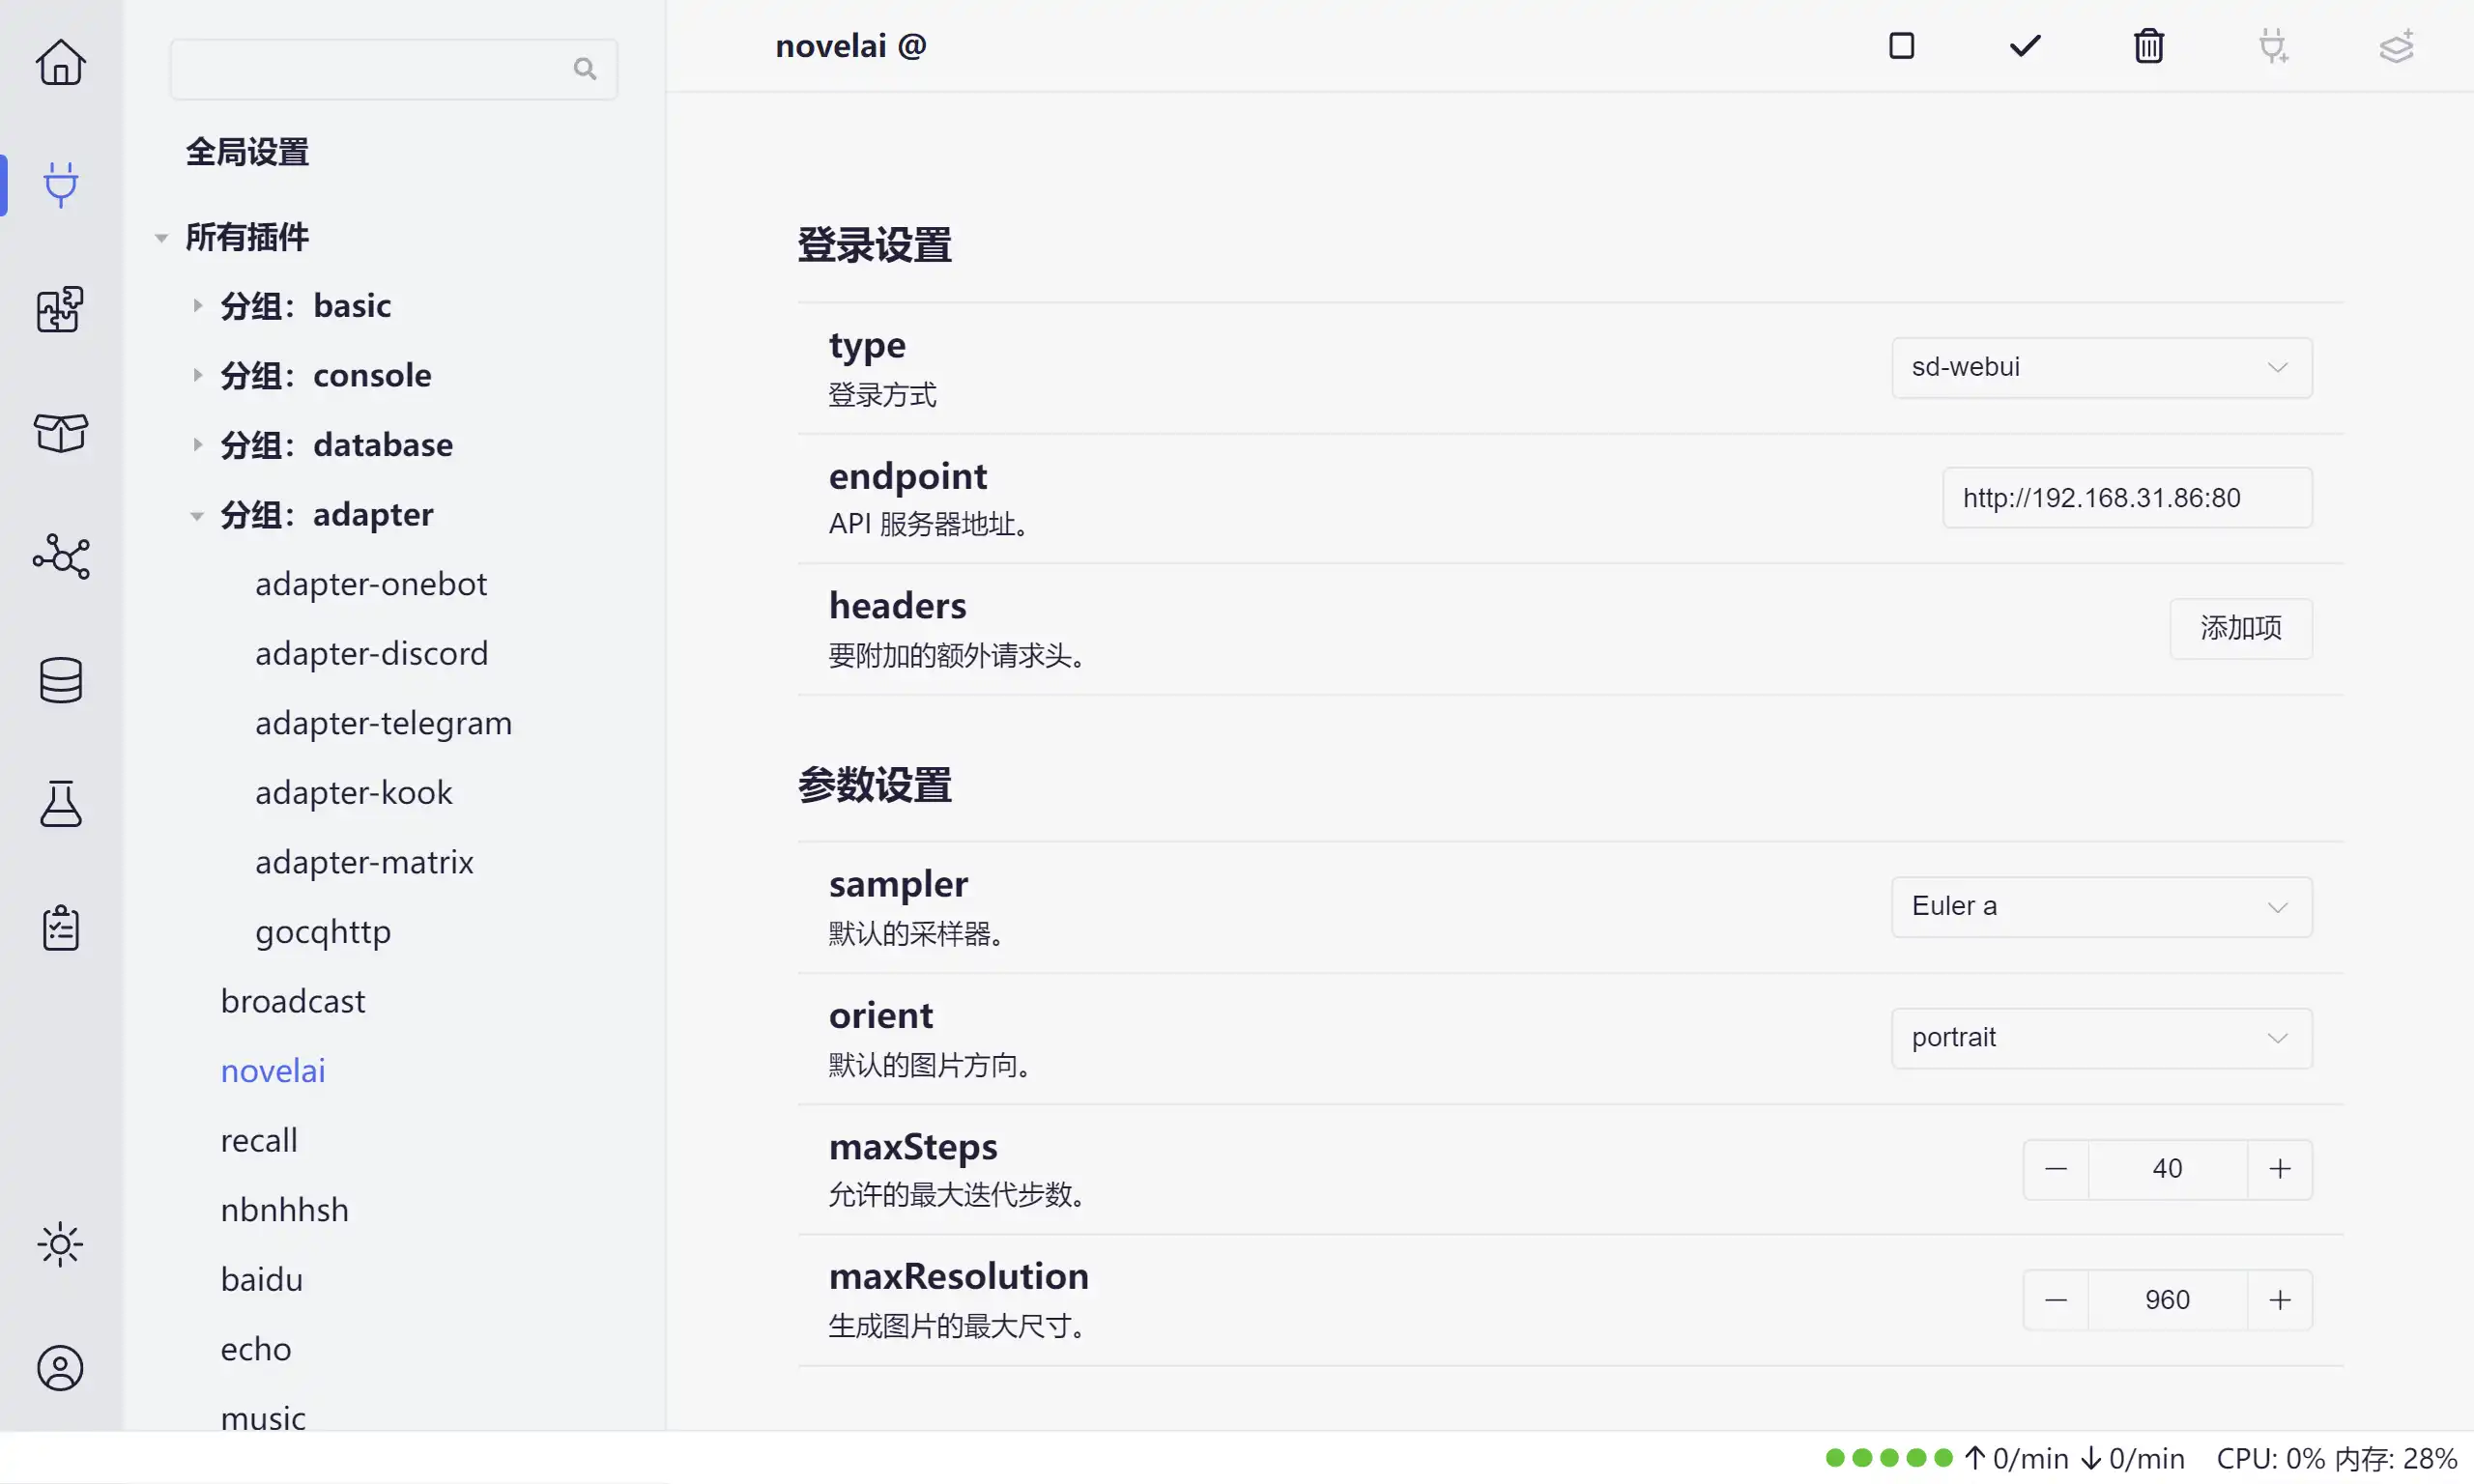 全局设置
所有插件
分组：basic
分组：console
分组：database
分组：adapter
adapter-onebot
adapter-discord
adapter-telegram
adapter-kook
adapter-matrix
gocqhttp
broadcast
novelai
recall
nbnhhsh
baidu
echo
music
novelai @
登录设置
type
登录方式
sd-webui
endpoint
API 服务器地址。
http://192.168.31.86:80
headers
要附加的额外请求头。
添加项
参数设置
sampler
默认的采样器。
Euler a
orient
默认的图片方向。
portrait
maxSteps
允许的最大迭代步数。
40
maxResolution
生成图片的最大尺寸。
960
↑ 0/min ↓ 0/min CPU: 0% 内存: 28%